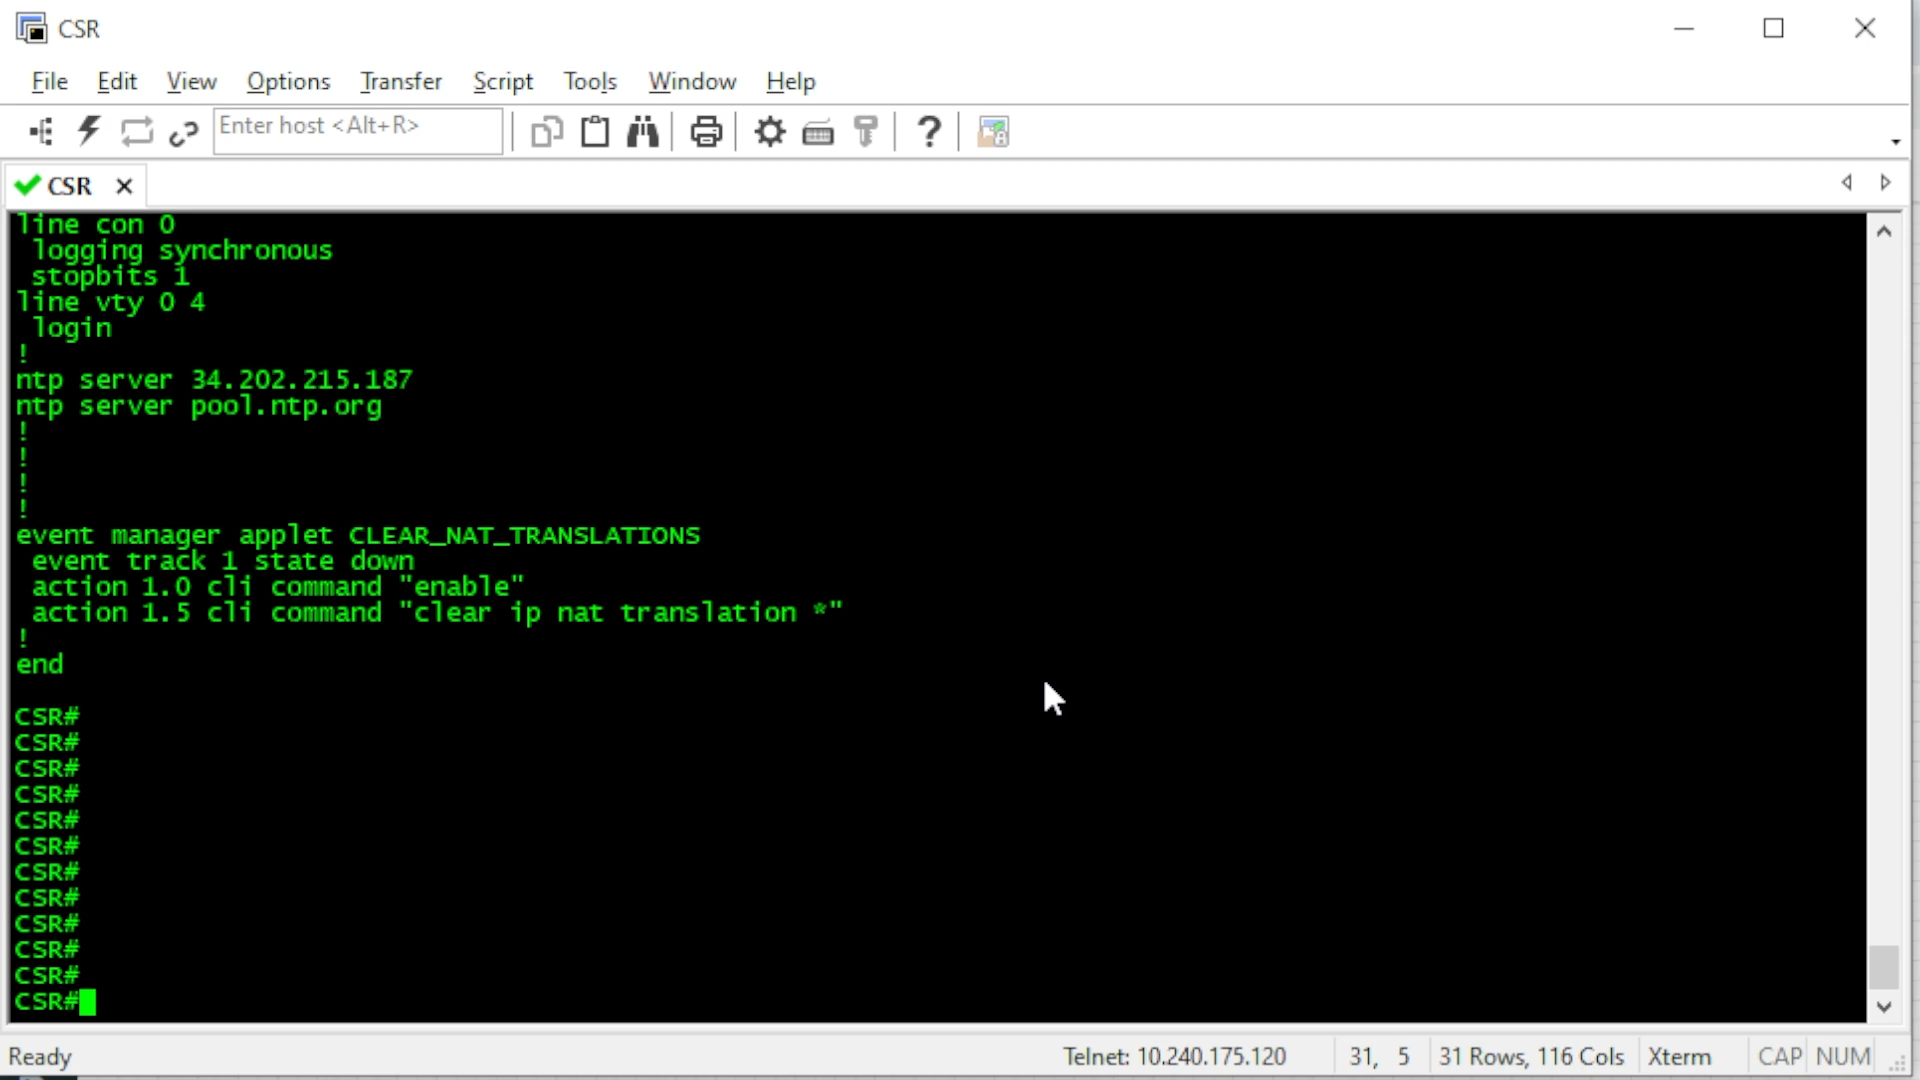 CSR
File Edit View Options Transfer Script Tools Window Help
Enter host <Alt+R>
CSR
line con 0
logging synchronous
stopbits 1
line vty 0 4
login
!
ntp server 34.202.215.187
ntp server pool.ntp.org
!
!
!
!
event manager applet CLEAR_NAT_TRANSLATIONS
event track 1 state down
action 1.0 cli command "enable"
action 1.5 cli command "clear ip nat translation *"
!
end
CSR#
CSR#
CSR#
CSR#
CSR#
CSR#
CSR#
CSR#
CSR#
CSR#
CSR#
CSR#
Ready Telnet: 10.240.175.120 31, 5 31 Rows, 116 Cols Xterm CAP NUM